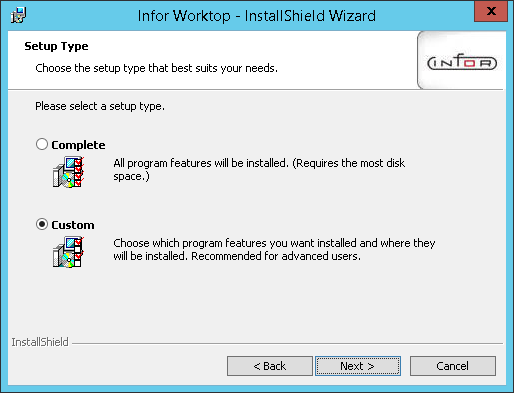 Infor Worktop - InstallShield Wizard
x
Setup Type
Choose the setup type that best suits your needs.
INFOR
Please select a setup type.
Complete
All program features will be installed. (Requires the most disk
space.)
Custom
Choose which program features you want installed and where they
will be installed. Recommended for advanced users.
InstallShield
< Back
Next >
Cancel